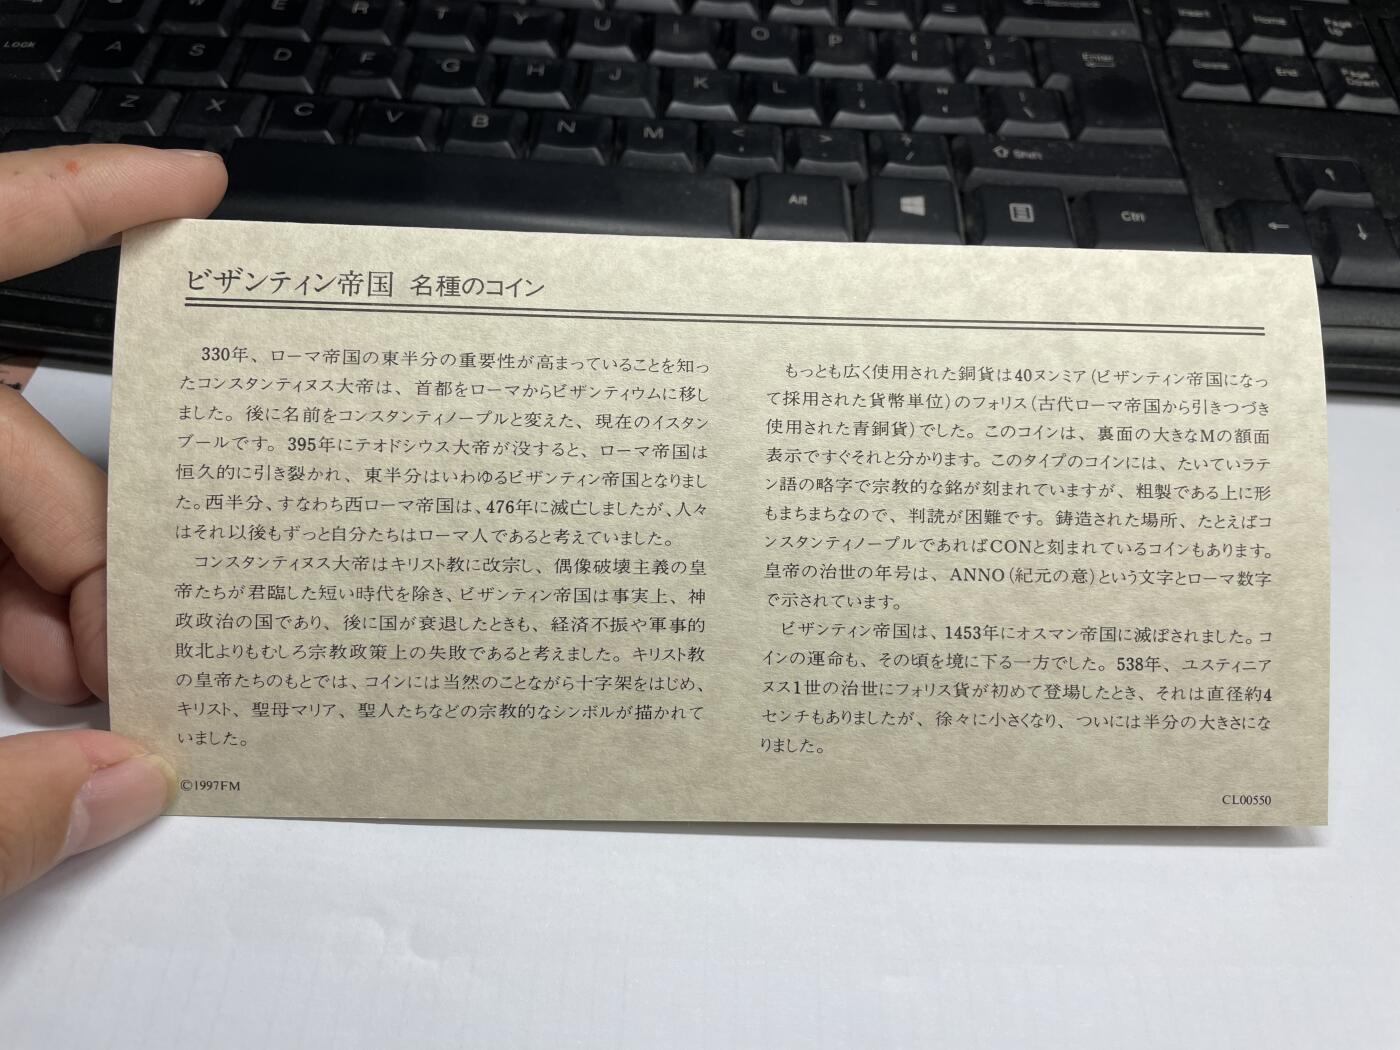 ビザンティン帝国 名種のコイン
330年、ローマ帝国の東半分の重要性が高まっていることを知っ
たコンスタンティヌス大帝は、首都をローマからビザンティウムに移し
ました。後に名前をコンスタンティノープルと変えた、現在のイスタン
ブールです。395年にテオドシウス大帝が没すると、ローマ帝国は
恒久的に引き裂かれ、東半分はいわゆるビザンティン帝国となりまし
た。西半分、すなわち西ローマ帝国は、476年に滅亡しましたが、人々
はそれ以後もずっと自分たちはローマ人であると考えていました。
コンスタンティヌス大帝はキリスト教に改宗し、偶像破壊主義の皇
帝たちが君臨した短い時代を除き、ビザンティン帝国は事実上、神
政政治の国であり、後に国が衰退したときも、経済不振や軍事的
敗北よりもむしろ宗教政策上の失敗であると考えました。キリスト教
の皇帝たちのもとでは、コインには当然のことながら十字架をはじめ、
キリスト、聖母マリア、聖人たちなどの宗教的なシンボルが描かれて
いました。
©1997FM
もっとも広く使用された銅貨は40ヌンミア(ビザンティン帝国になっ
て採用された貨幣単位)のフォリス(古代ローマ帝国から引きつづき
使用された青銅貨)でした。このコインは、裏面の大きなMの額面
表示ですぐそれと分かります。このタイプのコインには、たいていラテ
ン語の略字で宗教的な銘が刻まれていますが、粗製である上に形
もまちまちなので、判読が困難です。鋳造された場所、たとえばコ
ンスタンティノープルであればCONと刻まれているコインもあります。
皇帝の治世の年号は、ANNO(紀元の意)という文字とローマ数字
で示されています。
ビザンティン帝国は、1453年にオスマン帝国に滅ぼされました。コ
インの運命も、その頃を境に下る一方でした。538年、ユスティニア
ヌス1世の治世にフォリス貨が初めて登場したとき、それは直径約4
センチもありましたが、徐々に小さくなり、ついには半分の大きさにな
りました。
CL00550
Lock
A
S
D
F
G
H
J
K
L
Enter
Z
X
C
V
B
N
M
Shift
Alt
Ctrl
Backspace
E
R
T
Y
U
I
O
P
Insert
Home
Page
Up
Delete
End
Page
Down